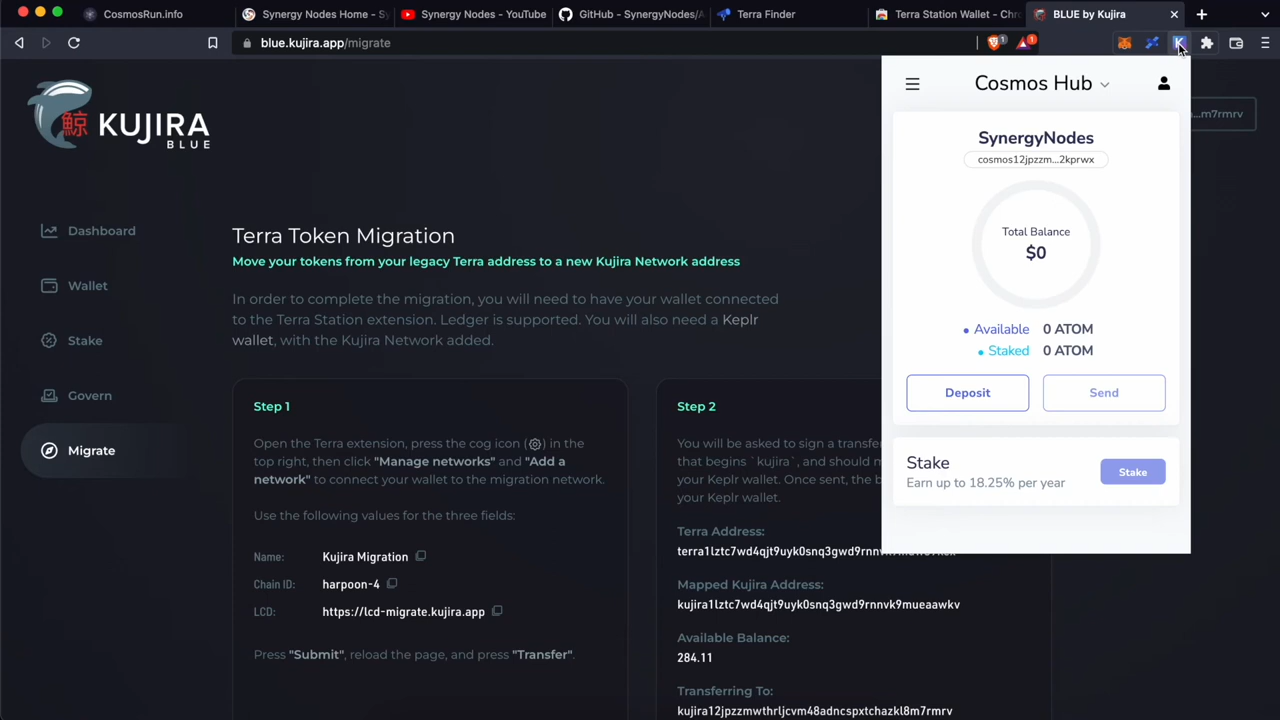 CosmosRun.info
Synergy Nodes Home - Sy
Synergy Nodes - YouTube
GitHub - SynergyNodes/A
Terra Finder
Terra Station Wallet - Chro
BLUE by Kujira
blue.kujira.app/migrate
1
1
鯨 KUJIRA
BLUE
Dashboard
Wallet
Stake
Govern
Migrate
Terra Token Migration
Move your tokens from your legacy Terra address to a new Kujira Network address
In order to complete the migration, you will need to have your wallet connected
to the Terra Station extension. Ledger is supported. You will also need a Keplr
wallet, with the Kujira Network added.
Step 1
Open the Terra extension, press the cog icon ( ) in the
top right, then click "Manage networks" and "Add a
network" to connect your wallet to the migration network.
Use the following values for the three fields:
Name: Kujira Migration
Chain ID: harpoon-4
LCD: https://lcd-migrate.kujira.app
Press "Submit", reload the page, and press "Transfer".
Step 2
You will be asked to sign a transfer
that begins `kujira`, and should m
your Keplr wallet. Once sent, the b
your Keplr wallet.
Terra Address:
terra1lztc7wd4qjt9uyk0snq3gwd9rnnvk
Mapped Kujira Address:
kujira1lztc7wd4qjt9uyk0snq3gwd9rnnvk9mueaawkv
Available Balance:
284.11
Transferring To:
kujira12jpzzmwthrljcvm48adncspxtchazkl8m7rmrv
...m7rmrv
Cosmos Hub
SynergyNodes
cosmos12jpzzm...2kprwx
Total Balance
$0
Available 0 ATOM
Staked 0 ATOM
Deposit
Send
Stake
Earn up to 18.25% per year
Stake